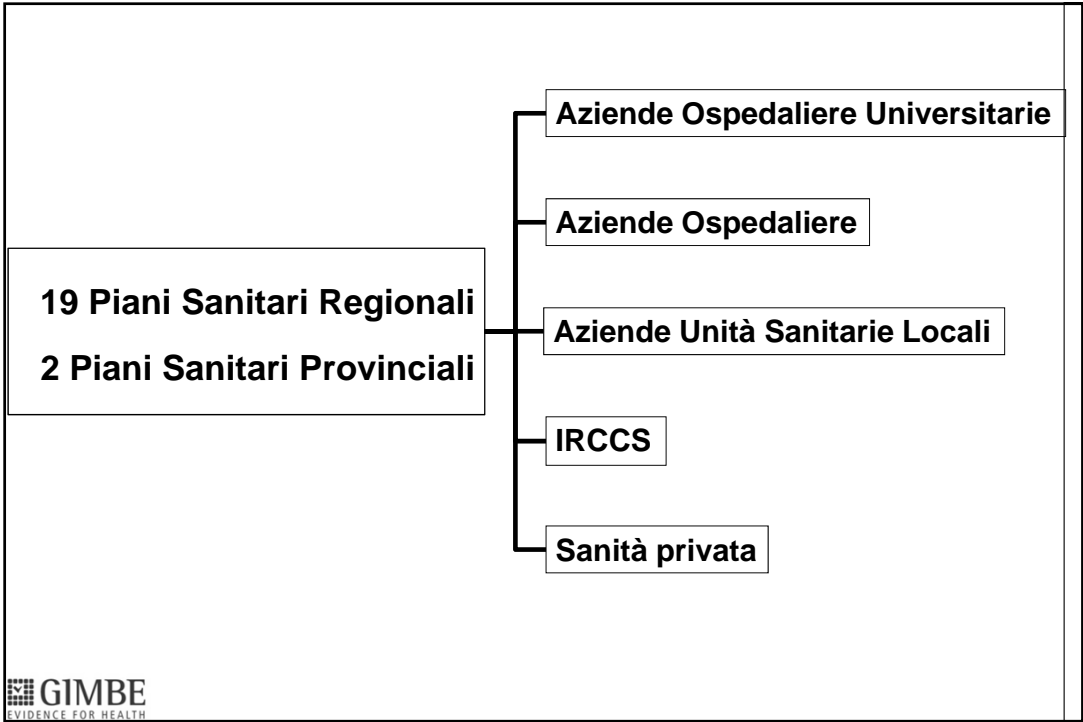 Aziende Ospedaliere Universitarie
Aziende Ospedaliere
19 Piani Sanitari Regionali
2 Piani Sanitari Provinciali
Aziende Unità Sanitarie Locali
IRCCS
Sanità privata
GIMBE
EVIDENCE FOR HEALTH